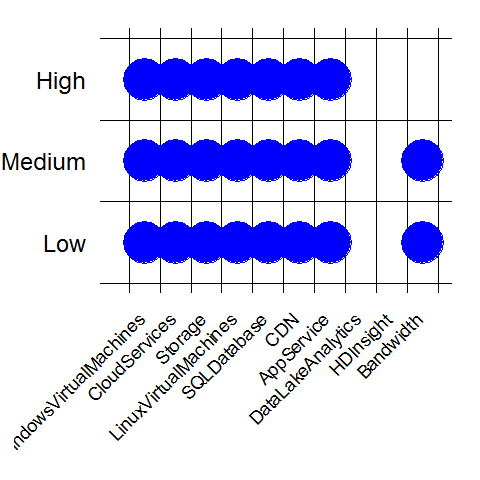 High
Medium
Low
ndowsVirtualMachines
CloudServices
Storage
LinuxVirtualMachines
SQLDatabase
CDN
AppService
DataLakeAnalytics
HDInsight
Bandwidth